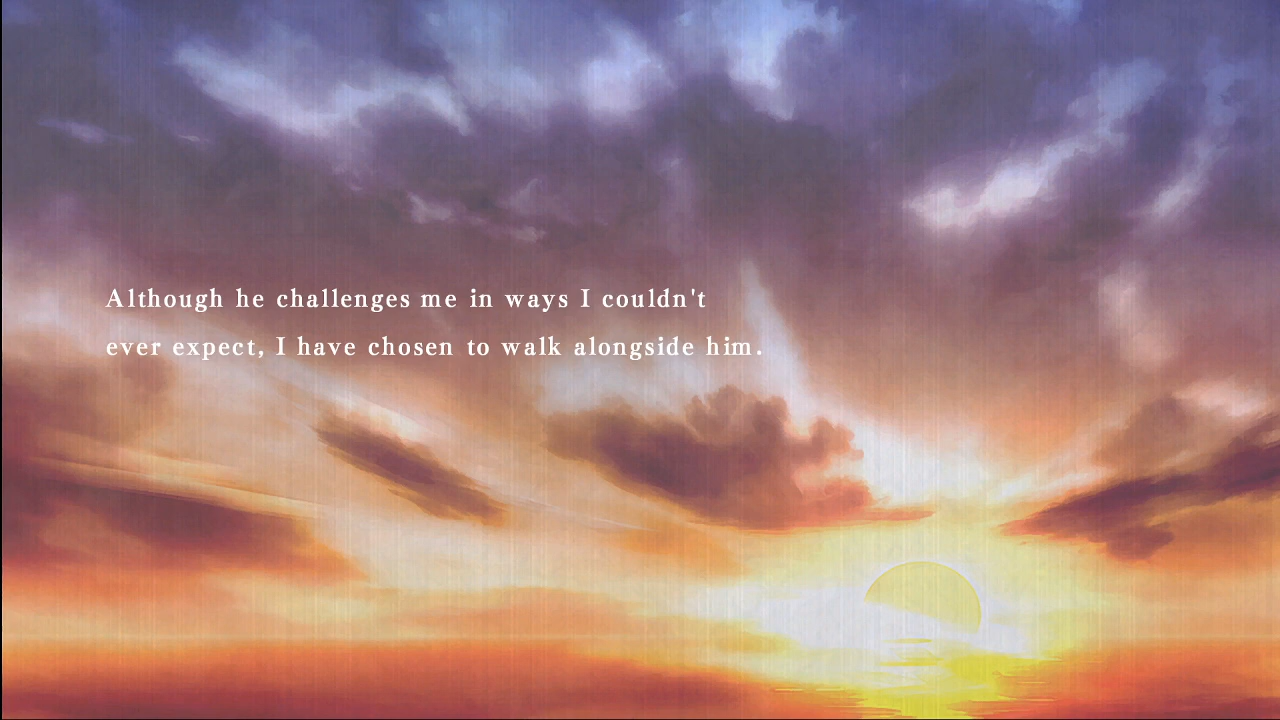 Although he challenges me in ways I couldn't
ever expect, I have chosen to walk alongside him.